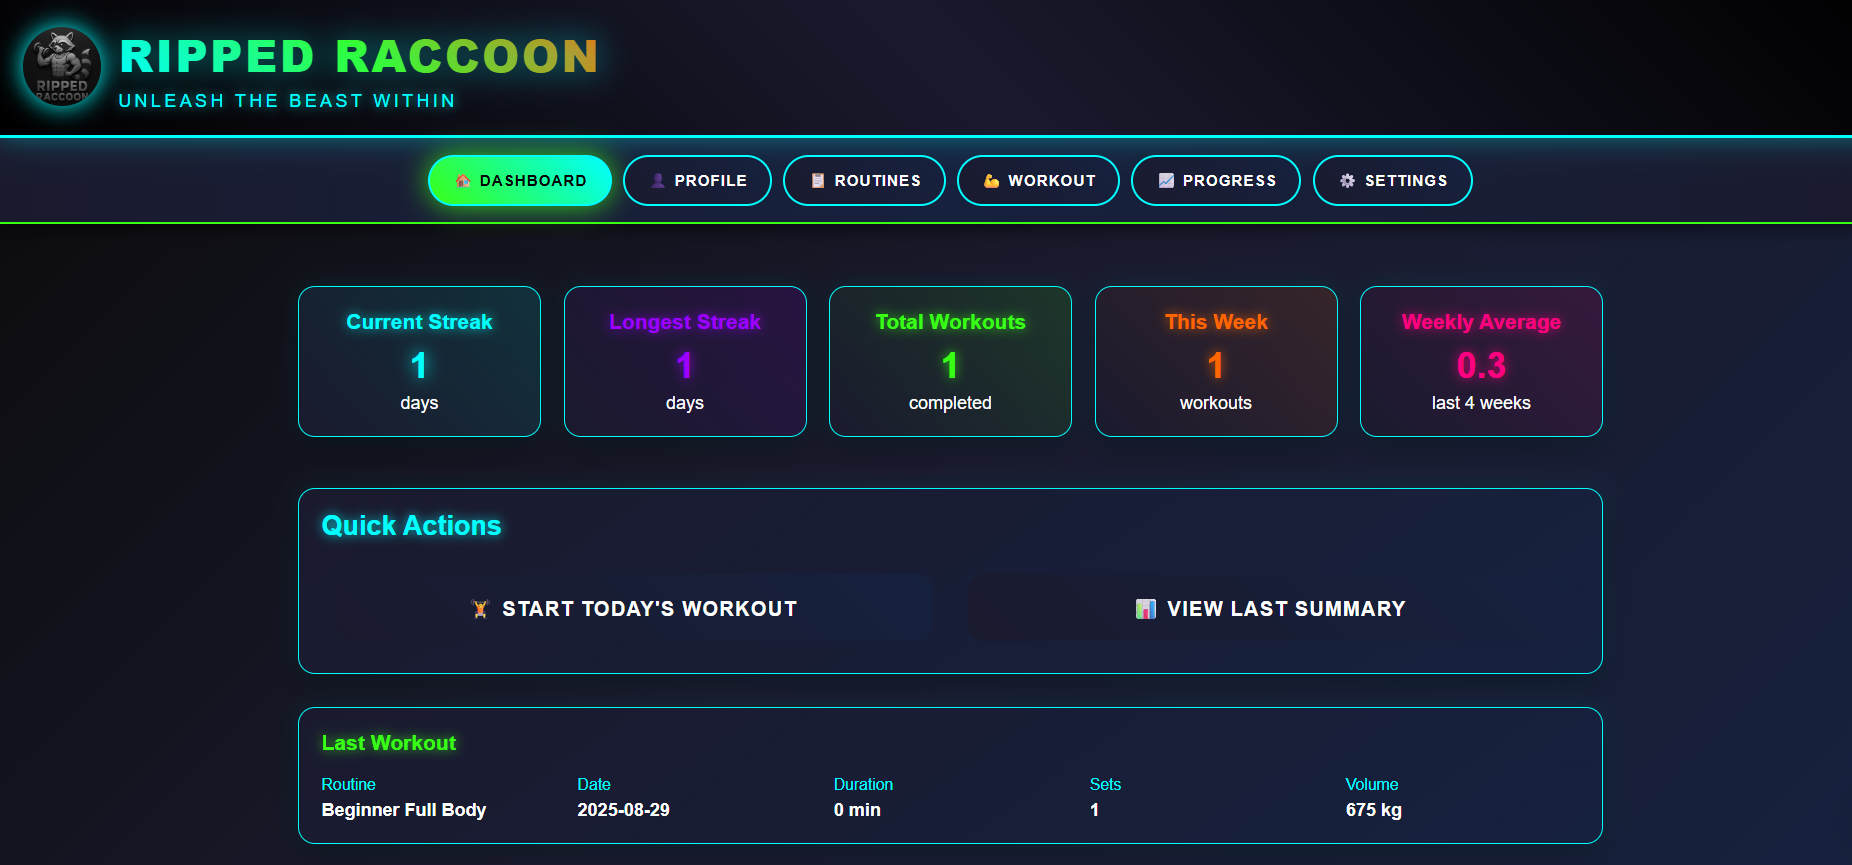 RIPPED RACCOON
RIPPED
RACCOON
UNLEASH THE BEAST WITHIN
🏠 DASHBOARD
👤 PROFILE
📋 ROUTINES
💪 WORKOUT
📈 PROGRESS
⚙️ SETTINGS
Current Streak
1
days
Longest Streak
1
days
Total Workouts
1
completed
This Week
1
workouts
Weekly Average
0.3
last 4 weeks
Quick Actions
🏋️ START TODAY'S WORKOUT
📊 VIEW LAST SUMMARY
Last Workout
Routine
Beginner Full Body
Date
2025-08-29
Duration
0 min
Sets
1
Volume
675 kg